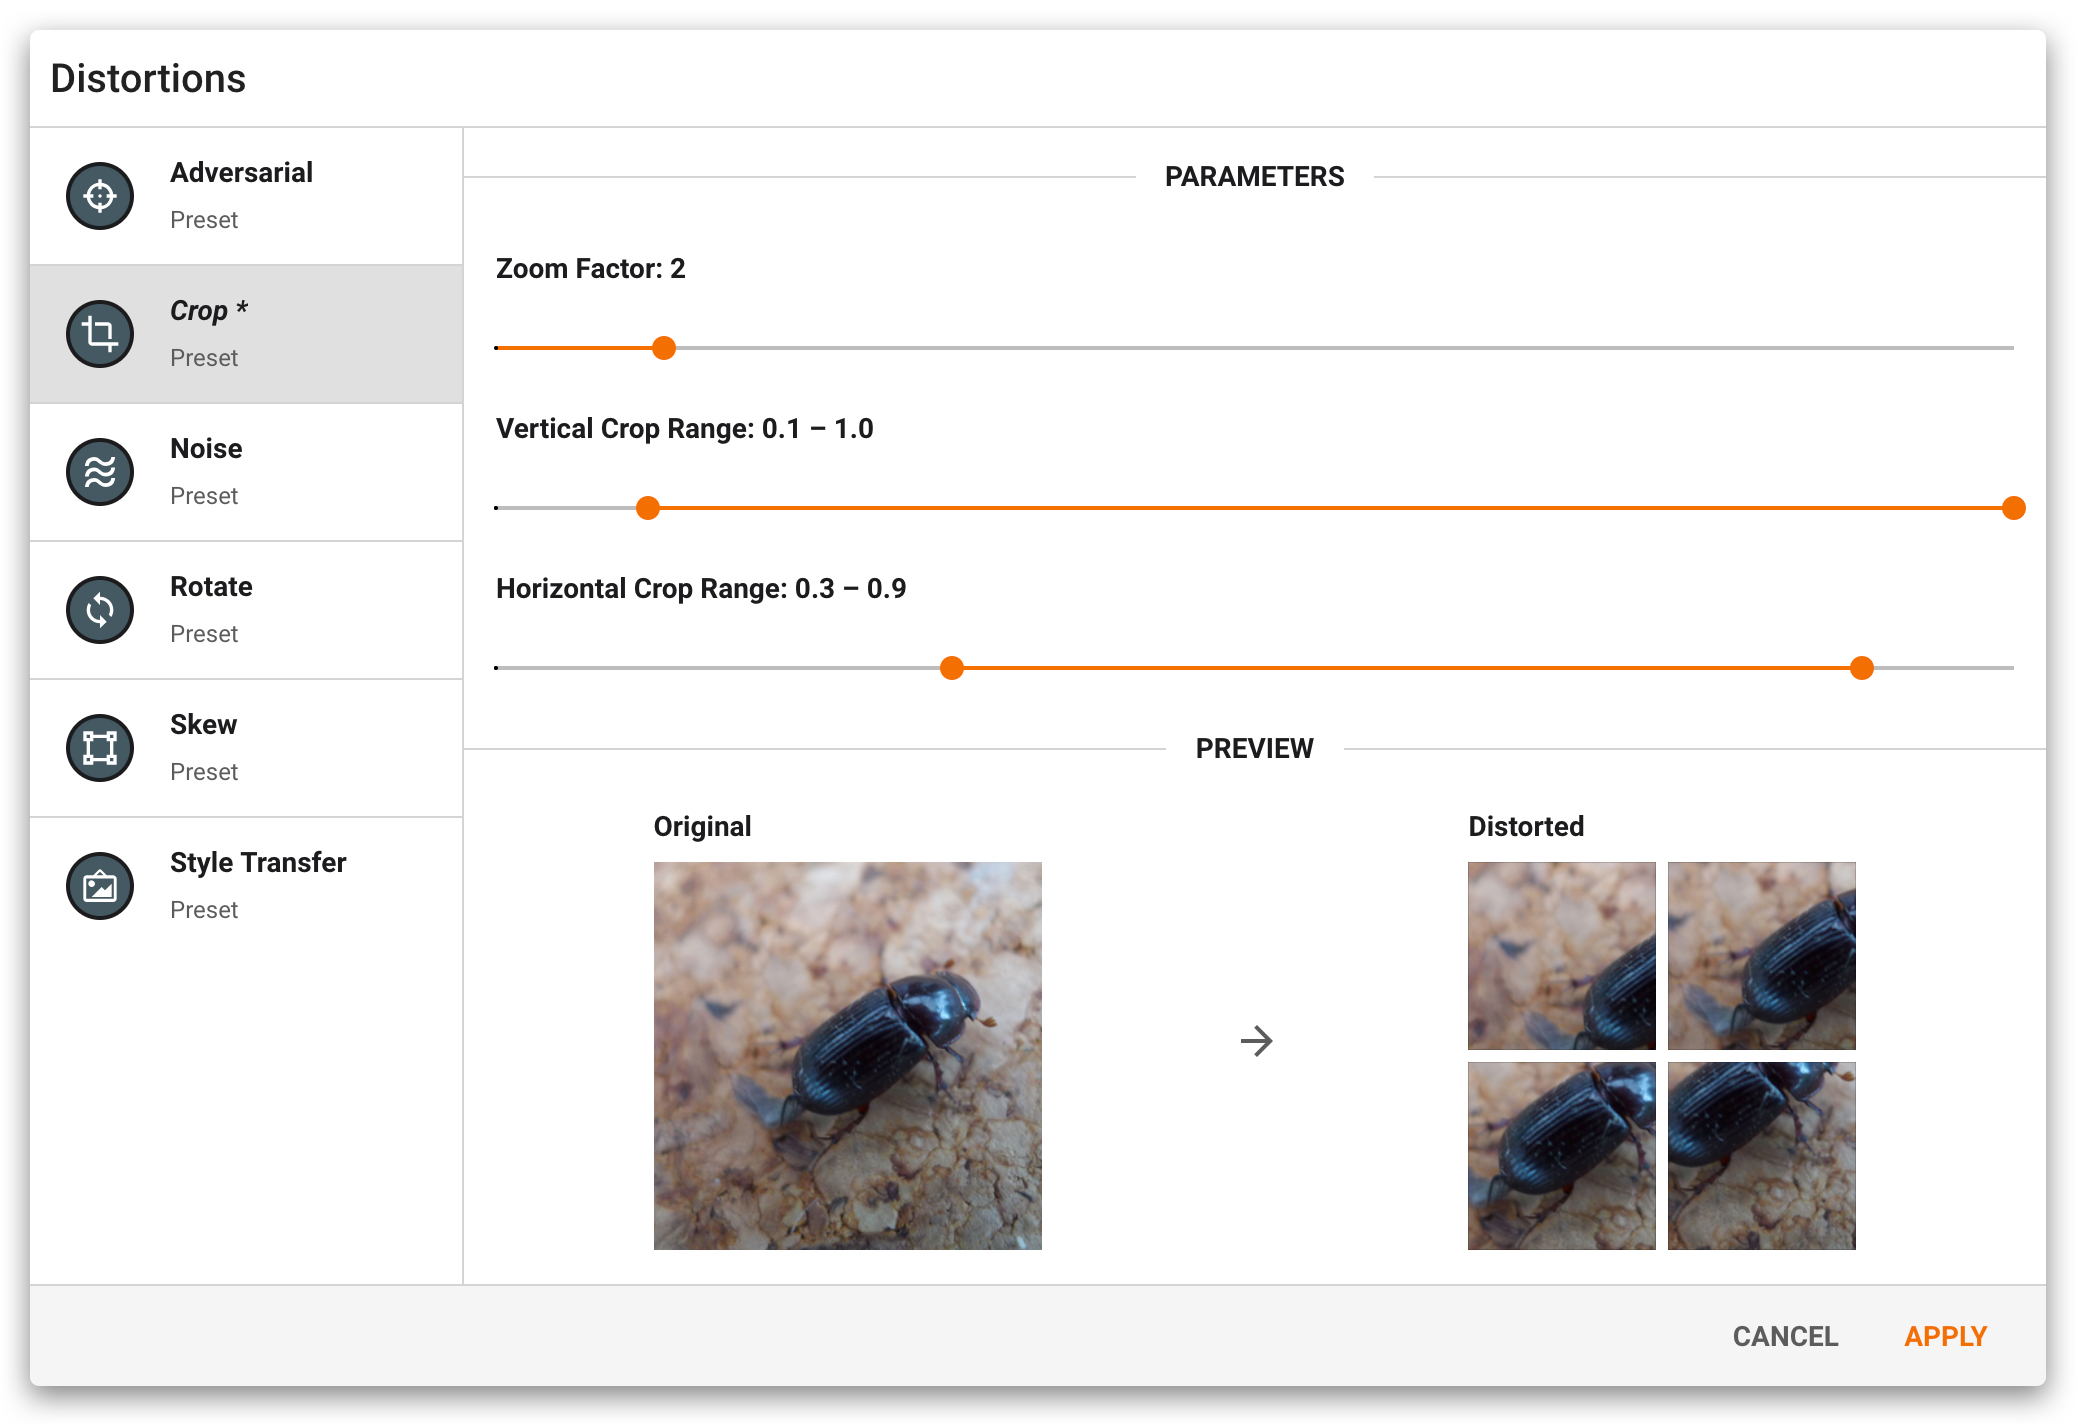 Distortions
Adversarial
Preset
Crop *
Preset
Noise
Preset
Rotate
Preset
Skew
Preset
Style Transfer
Preset
PARAMETERS
Zoom Factor: 2
Vertical Crop Range: 0.1 – 1.0
Horizontal Crop Range: 0.3 – 0.9
PREVIEW
Original
Distorted
CANCEL
APPLY